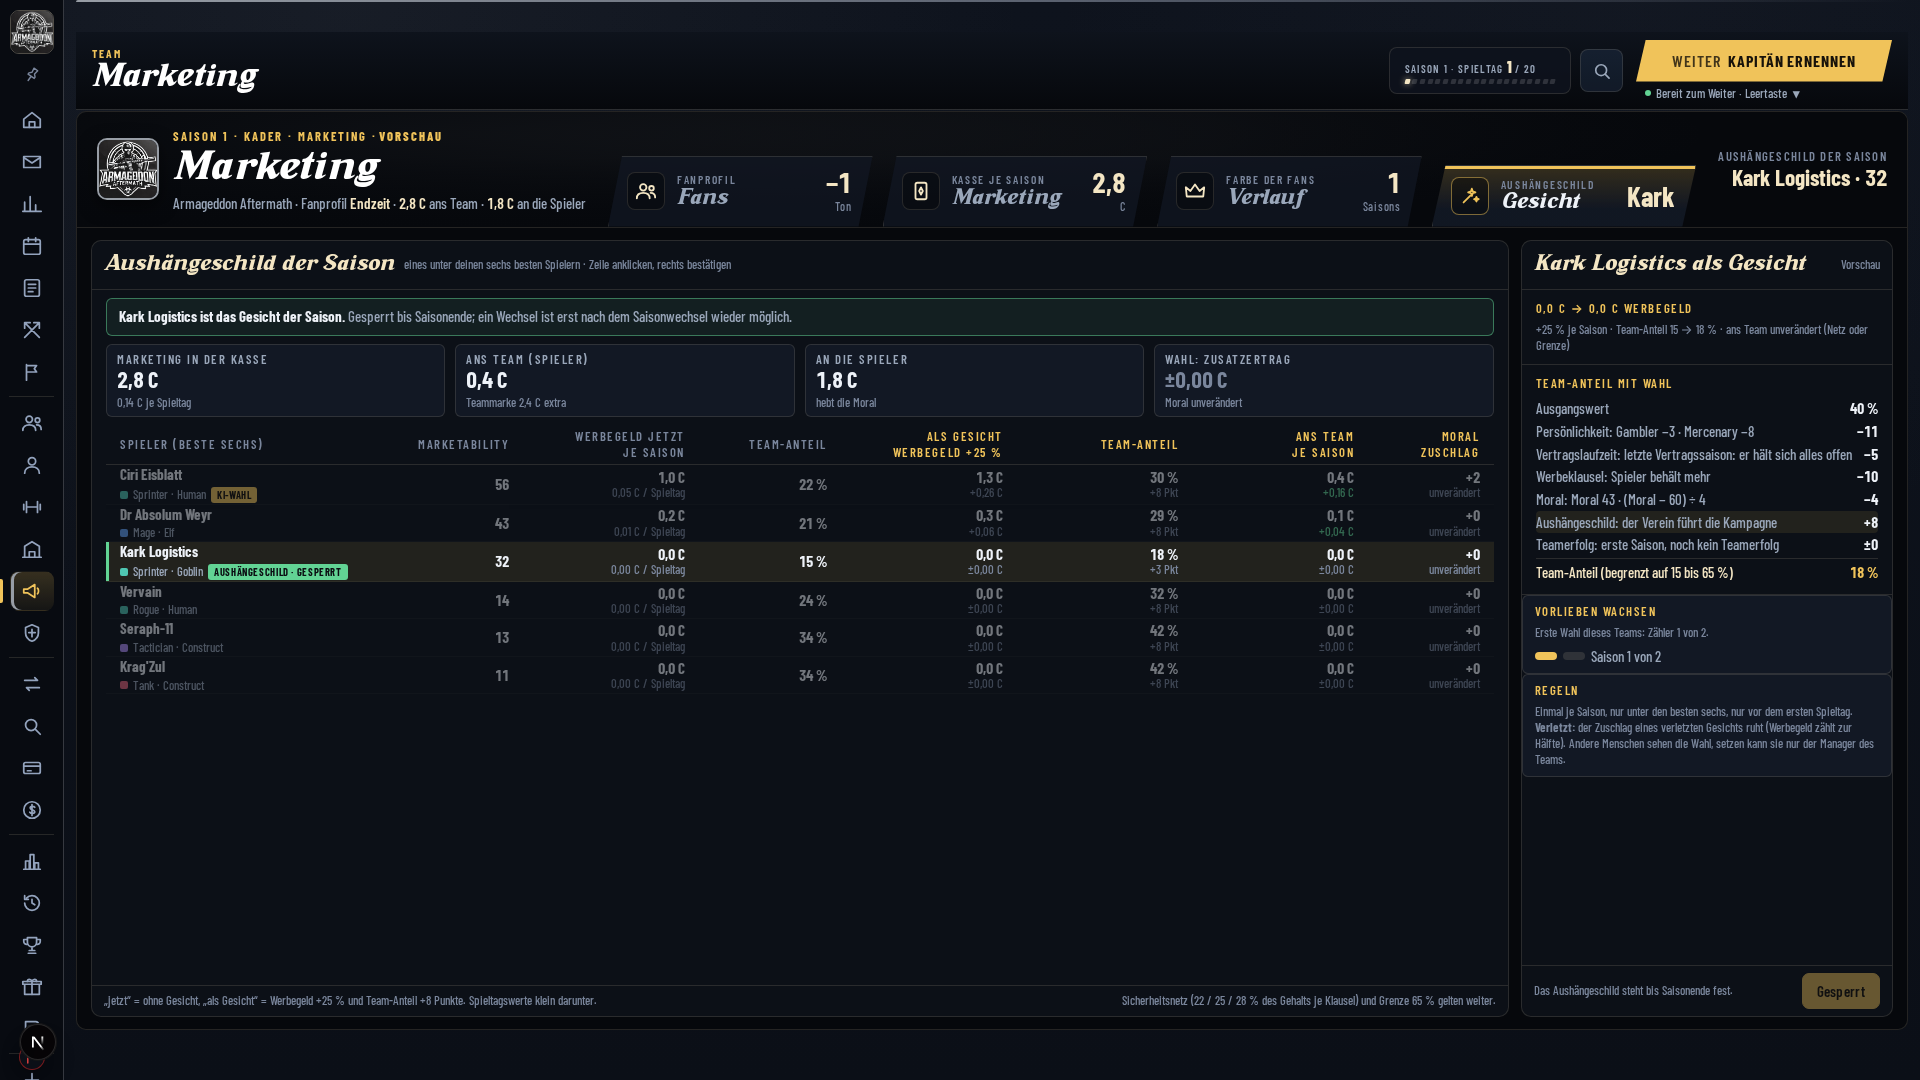 TEAM
Marketing
SAISON 1 · SPIELTAG 1 / 20
WEITER KAPITÄN ERNENNEN
Bereit zum Weiter · Leertaste ▼
ARMAGEDDON
SAISON 1 · KADER · MARKETING · VORSCHAU
Marketing
Armageddon Aftermath · Fanprofil Endzeit · 2,8 C ans Team · 1,8 C an die Spieler
FANPROFIL
Fans
−1
Ton
KASSE JE SAISON
Marketing
2,8
C
FARBE DER FANS
Verlauf
1
Saisons
AUSHÄNGESCHILD
Gesicht
Kark
AUSHÄNGESCHILD DER SAISON
Kark Logistics · 32
Aushängeschild der Saison eines unter deinen sechs besten Spielern · Zeile anklicken, rechts bestätigen
Kark Logistics ist das Gesicht der Saison. Gesperrt bis Saisonende; ein Wechsel ist erst nach dem Saisonwechsel wieder möglich.
MARKETING IN DER KASSE
2,8 C
0,14 C je Spieltag
ANS TEAM (SPIELER)
0,4 C
Teammarke 2,4 C extra
AN DIE SPIELER
1,8 C
hebt die Moral
WAHL: ZUSATZERTRAG
±0,00 C
Moral unverändert
SPIELER (BESTE SECHS) MARKETABILITY WERBEGELD JETZT JE SAISON TEAM-ANTEIL ALS GESICHT WERBEGELD +25 % TEAM-ANTEIL ANS TEAM JE SAISON MORAL ZUSCHLAG
Ciri Eisblatt 56 1,0 C 22 % 1,3 C 30 % 0,4 C +2
Sprinter · Human KI-WAHL 0,05 C / Spieltag +0,26 C +8 Pkt +0,16 C unverändert
Dr Absolum Weyr 43 0,2 C 21 % 0,3 C 29 % 0,1 C +0
Mage · Elf 0,01 C / Spieltag +0,06 C +8 Pkt +0,04 C unverändert
Kark Logistics 32 0,0 C 15 % 0,0 C 18 % 0,0 C +0
Sprinter · Goblin AUSHÄNGESCHILD · GESPERRT 0,00 C / Spieltag ±0,00 C +3 Pkt ±0,00 C unverändert
Vervain 14 0,0 C 24 % 0,0 C 32 % 0,0 C +0
Rogue · Human 0,00 C / Spieltag ±0,00 C +8 Pkt ±0,00 C unverändert
Seraph-11 13 0,0 C 34 % 0,0 C 42 % 0,0 C +0
Tactician · Construct 0,00 C / Spieltag ±0,00 C +8 Pkt ±0,00 C unverändert
Krag'Zul 11 0,0 C 34 % 0,0 C 42 % 0,0 C +0
Tank · Construct 0,00 C / Spieltag ±0,00 C +8 Pkt ±0,00 C unverändert
„Jetzt“ = ohne Gesicht, „als Gesicht“ = Werbegeld +25 % und Team-Anteil +8 Punkte. Spieltagswerte klein darunter.
Sicherheitsnetz (22 / 25 / 28 % des Gehalts je Klausel) und Grenze 65 % gelten weiter.
Kark Logistics als Gesicht Vorschau
0,0 C → 0,0 C WERBEGELD
+25 % je Saison · Team-Anteil 15 → 18 % · ans Team unverändert (Netz oder
Grenze)
TEAM-ANTEIL MIT WAHL
Ausgangswert 40 %
Persönlichkeit: Gambler −3 · Mercenary −8 −11
Vertragslaufzeit: letzte Vertragssaison: er hält sich alles offen −5
Werbeklausel: Spieler behält mehr −10
Moral: Moral 43 · (Moral − 60) ÷ 4 −4
Aushängeschild: der Verein führt die Kampagne +8
Teamerfolg: erste Saison, noch kein Teamerfolg ±0
Team-Anteil (begrenzt auf 15 bis 65 %) 18 %
VORLIEBEN WACHSEN
Erste Wahl dieses Teams: Zähler 1 von 2.
Saison 1 von 2
REGELN
Einmal je Saison, nur unter den besten sechs, nur vor dem ersten Spieltag.
Verletzt: der Zuschlag eines verletzten Gesichts ruht (Werbegeld zählt zur
Hälfte). Andere Menschen sehen die Wahl, setzen kann sie nur der Manager des
Teams.
Das Aushängeschild steht bis Saisonende fest.
Gesperrt
N